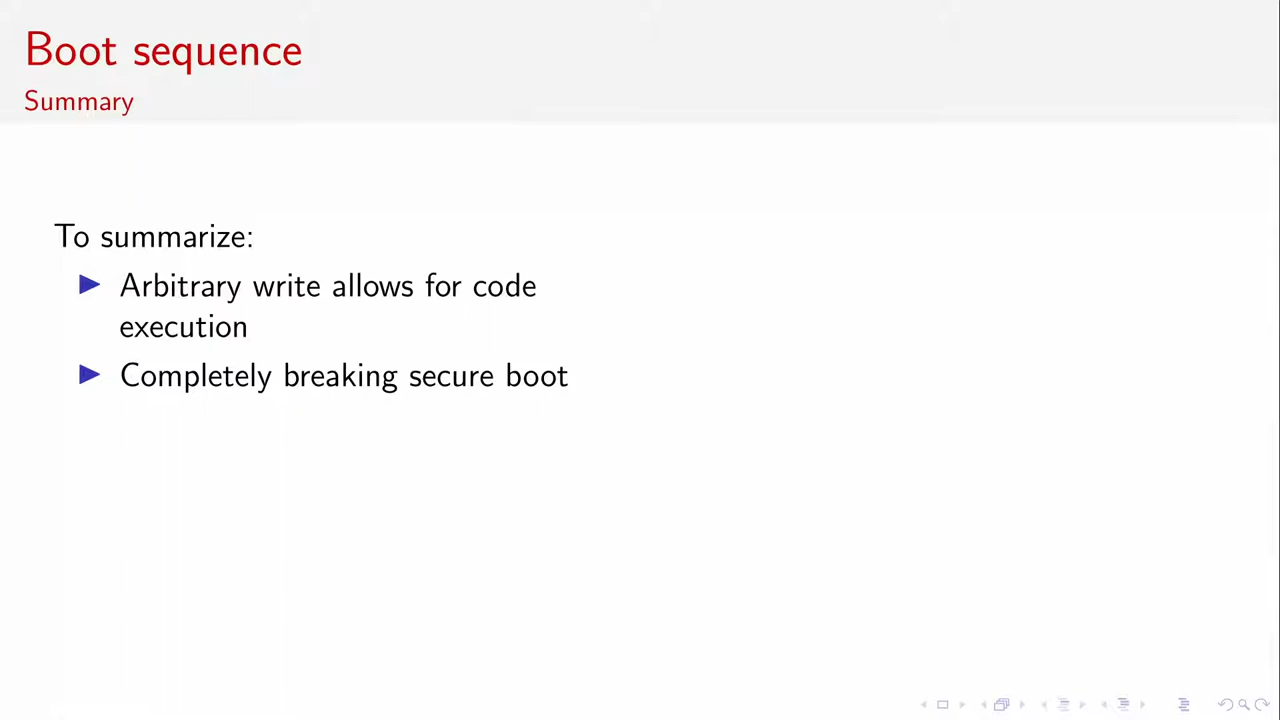 Boot sequence
Summary
To summarize:
Arbitrary write allows for code
execution
Completely breaking secure boot